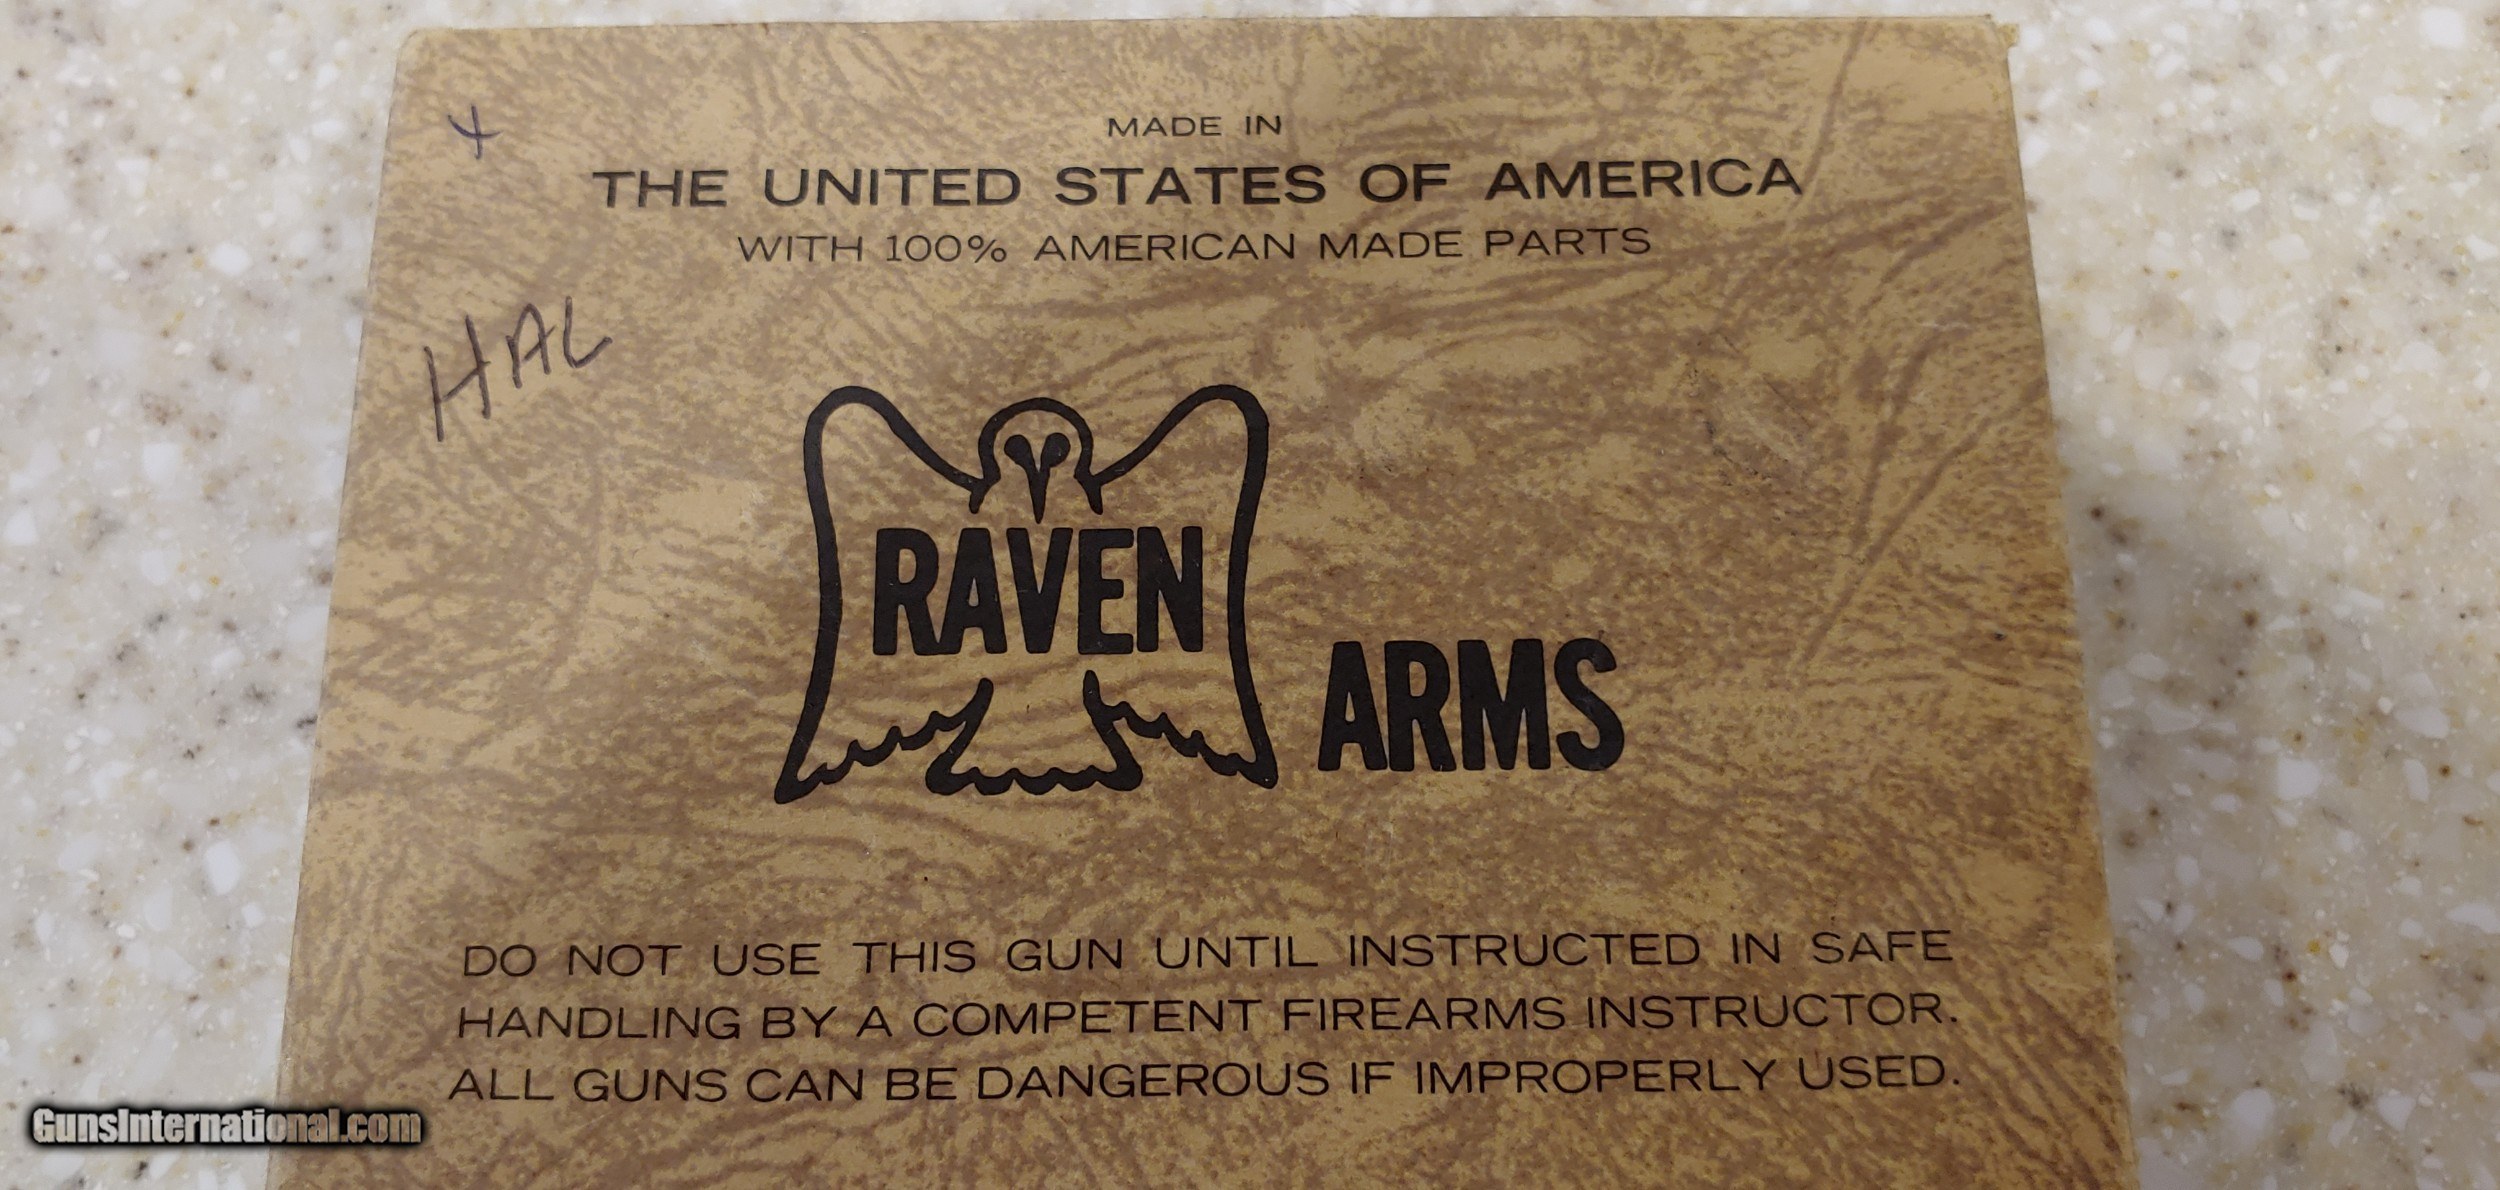 MADE IN
THE UNITED STATES OF AMERICA
WITH 100% AMERICAN MADE PARTS
HAL
RAVEN
ARMS
DO NOT USE THIS GUN UNTIL INSTRUCTED IN SAFE
HANDLING BY A COMPETENT FIREARMS INSTRUCTOR.
ALL GUNS CAN BE DANGEROUS IF IMPROPERLY USED.
GunsInternational.com